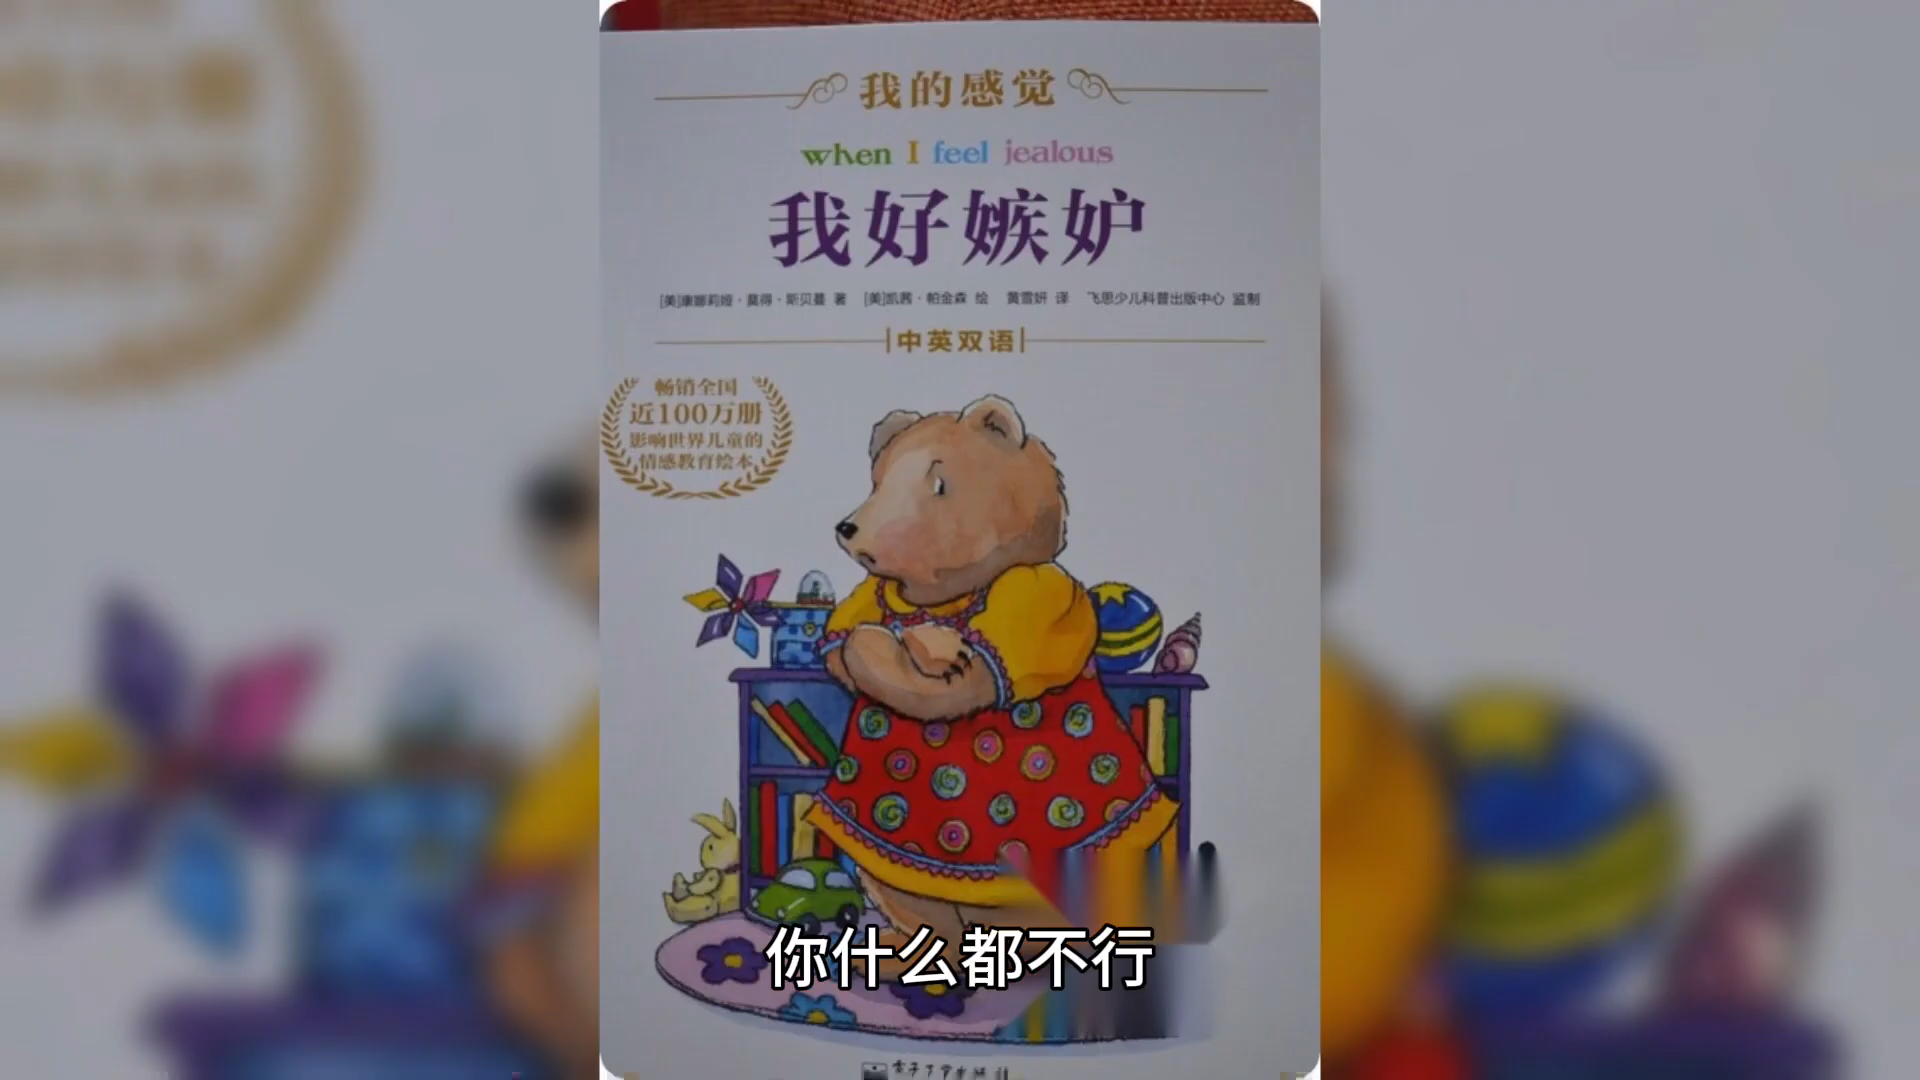 我的感觉
when I feel jealous
我好嫉妒
[美]康娜莉娅·莫得·斯贝蔓 著 [美]凯茜·帕金森 绘 黄雪妍 译 飞思少儿科普出版中心 监制
中英双语
畅销全国
近100万册
影响世界儿童的
情感教育绘本
你什么都不行